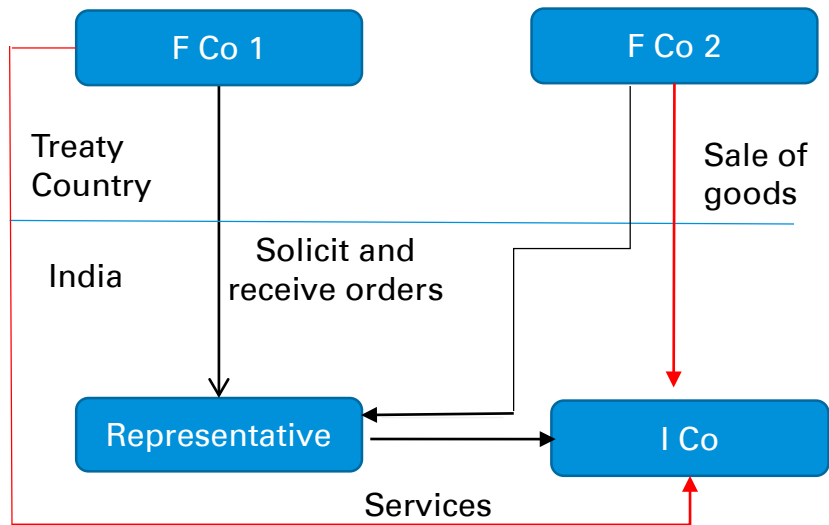 F Co 1
F Co 2
Treaty
Country
Sale of
goods
India
Solicit and
receive orders
Representative
I Co
Services